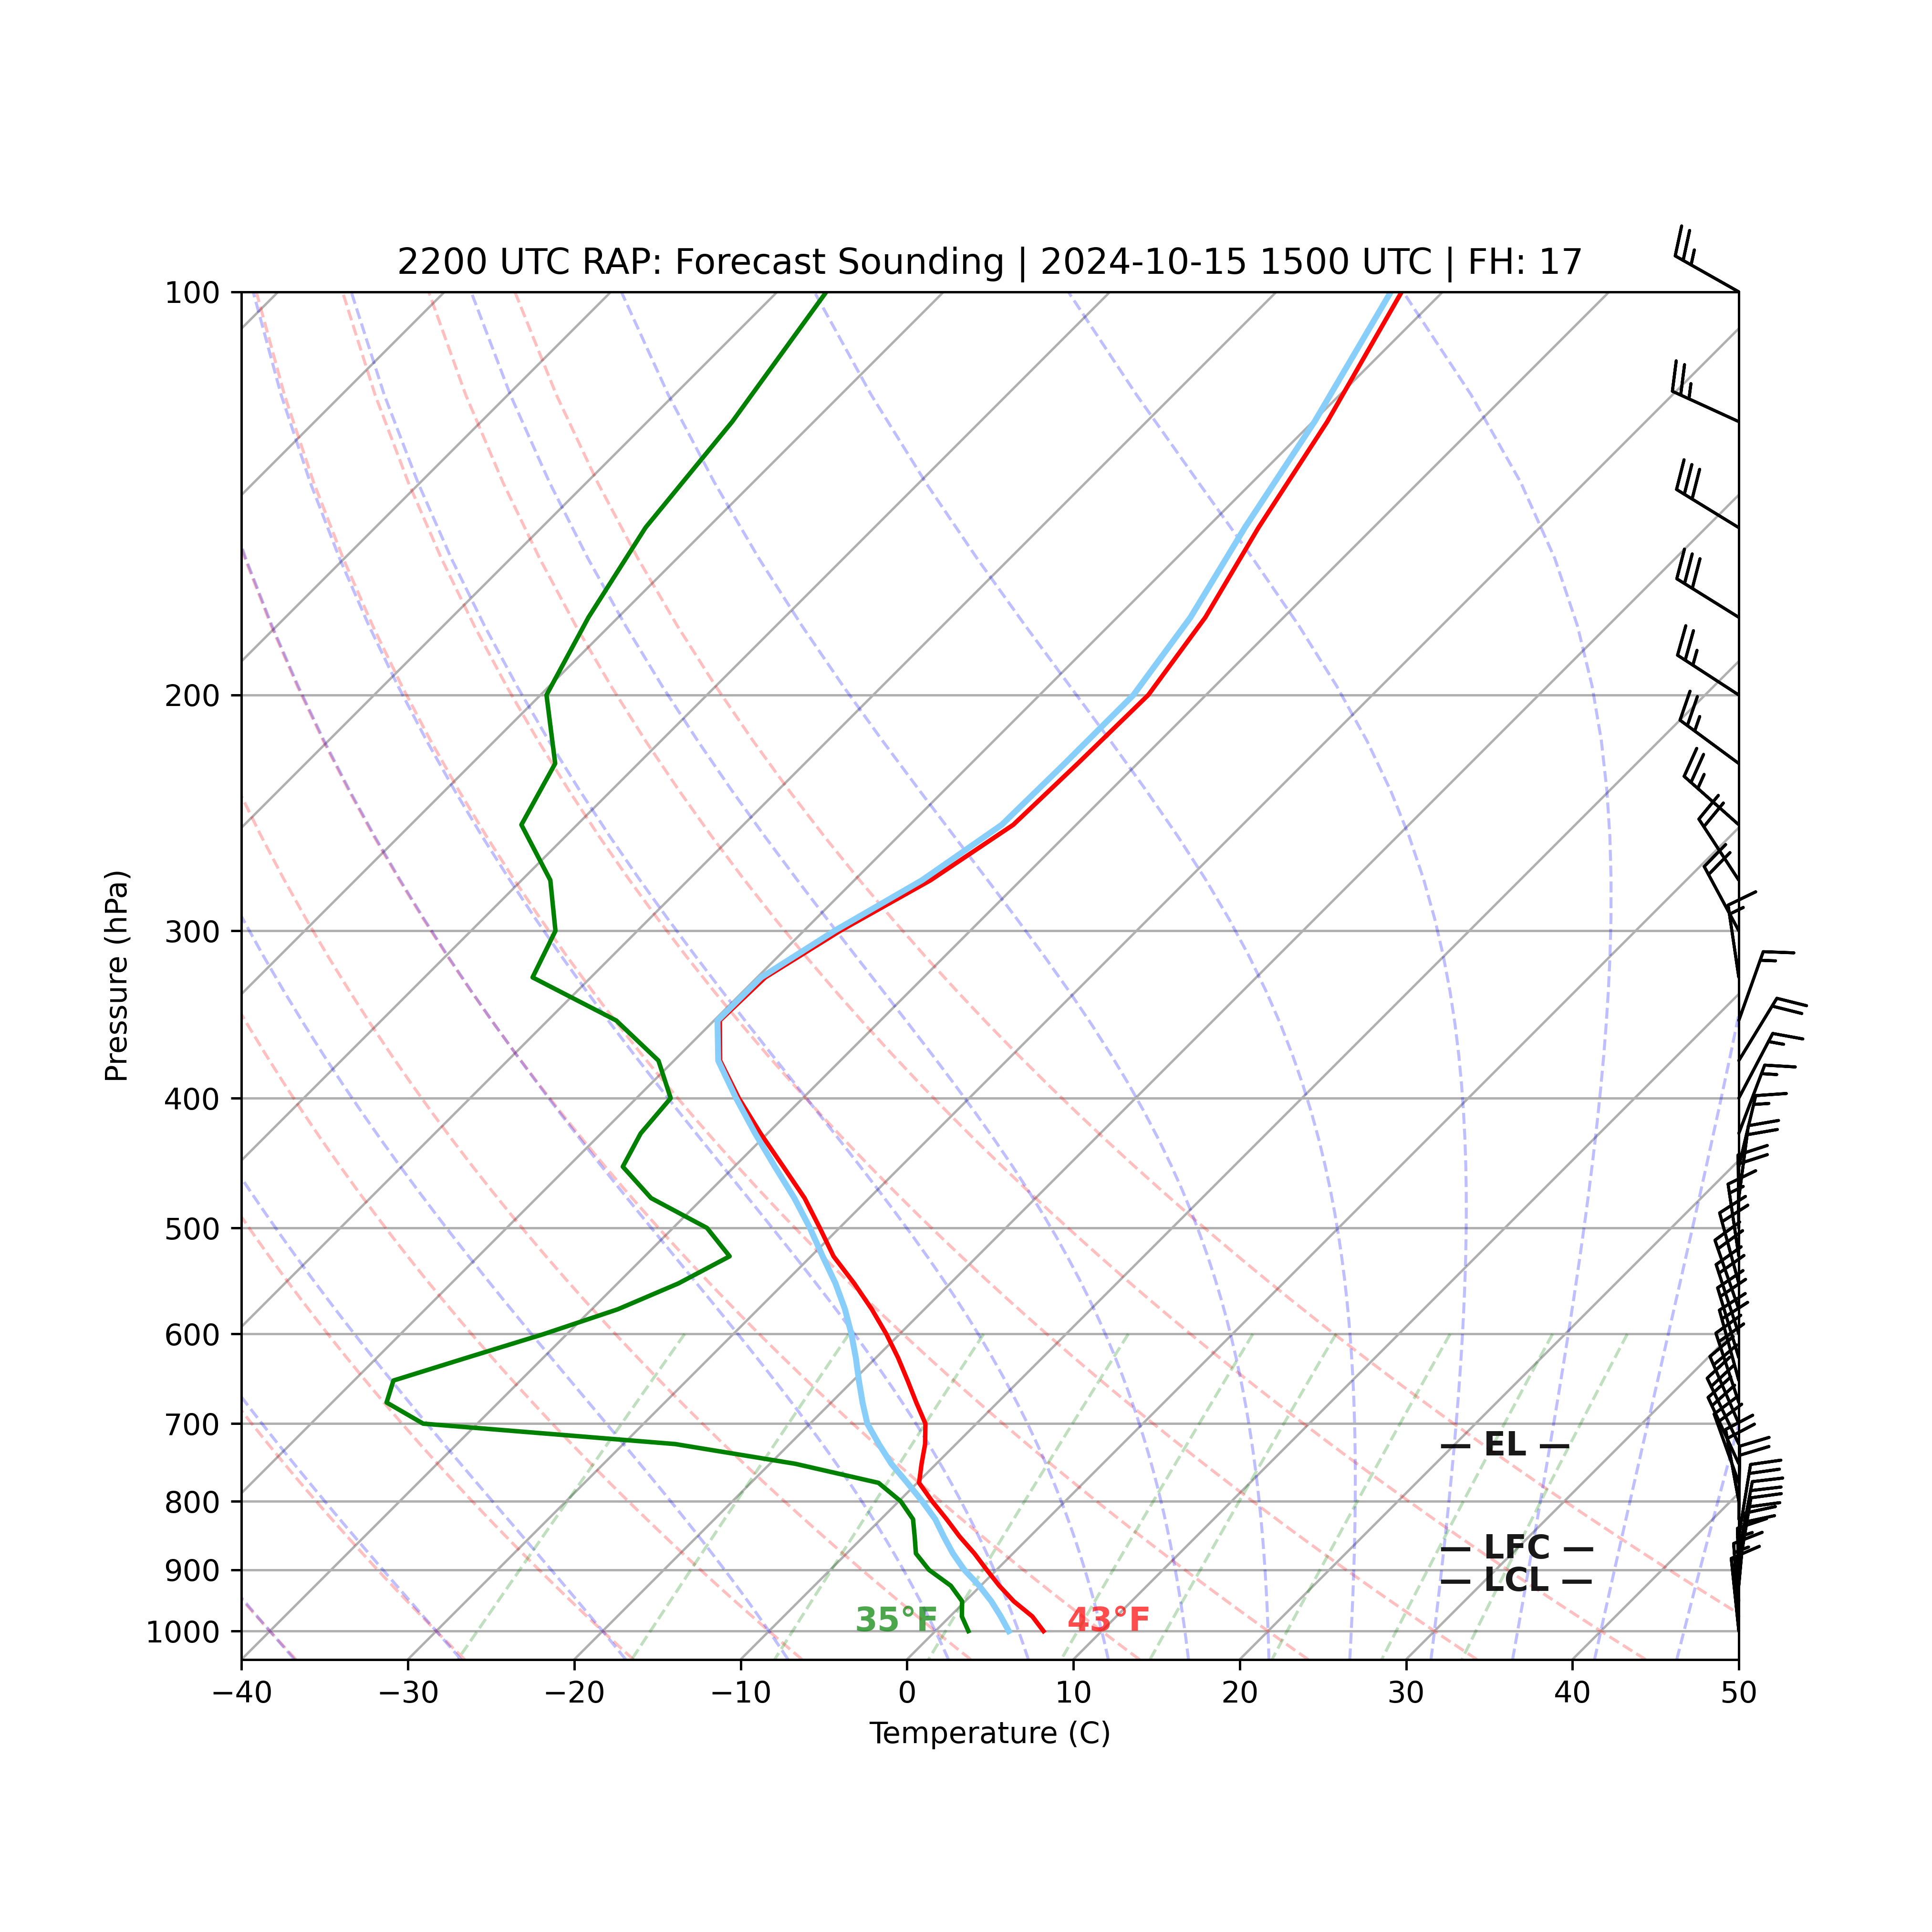 2200 UTC RAP: Forecast Sounding | 2024-10-15 1500 UTC | FH: 17
100
200
300
400
500
600
700
800
900
1000
Pressure (hPa)
— EL —
— LFC —
— LCL —
35°F
43°F
−40 −30 −20 −10 0 10 20 30 40 50
Temperature (C)